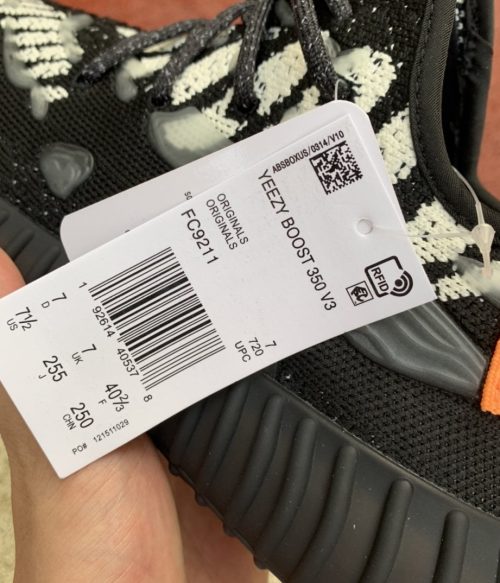 ABSBOXUS/0314/V10
YEEZY BOOST 350 V3
RFID
ORIGINALS
ORIGINALS
FC9211
7
720
UPC
1 92614 40537 8
7 7 40⅔
D UK F
7½ 255 250
US J CHN
PO# 121511029